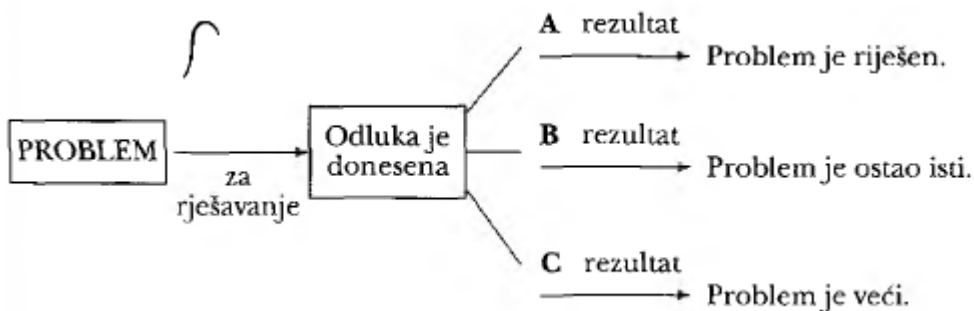 A rezultat
Problem je riješen.
PROBLEM
za
rješavanje
Odluka je
donesena
B rezultat
Problem je ostao isti.
C rezultat
Problem je veći.